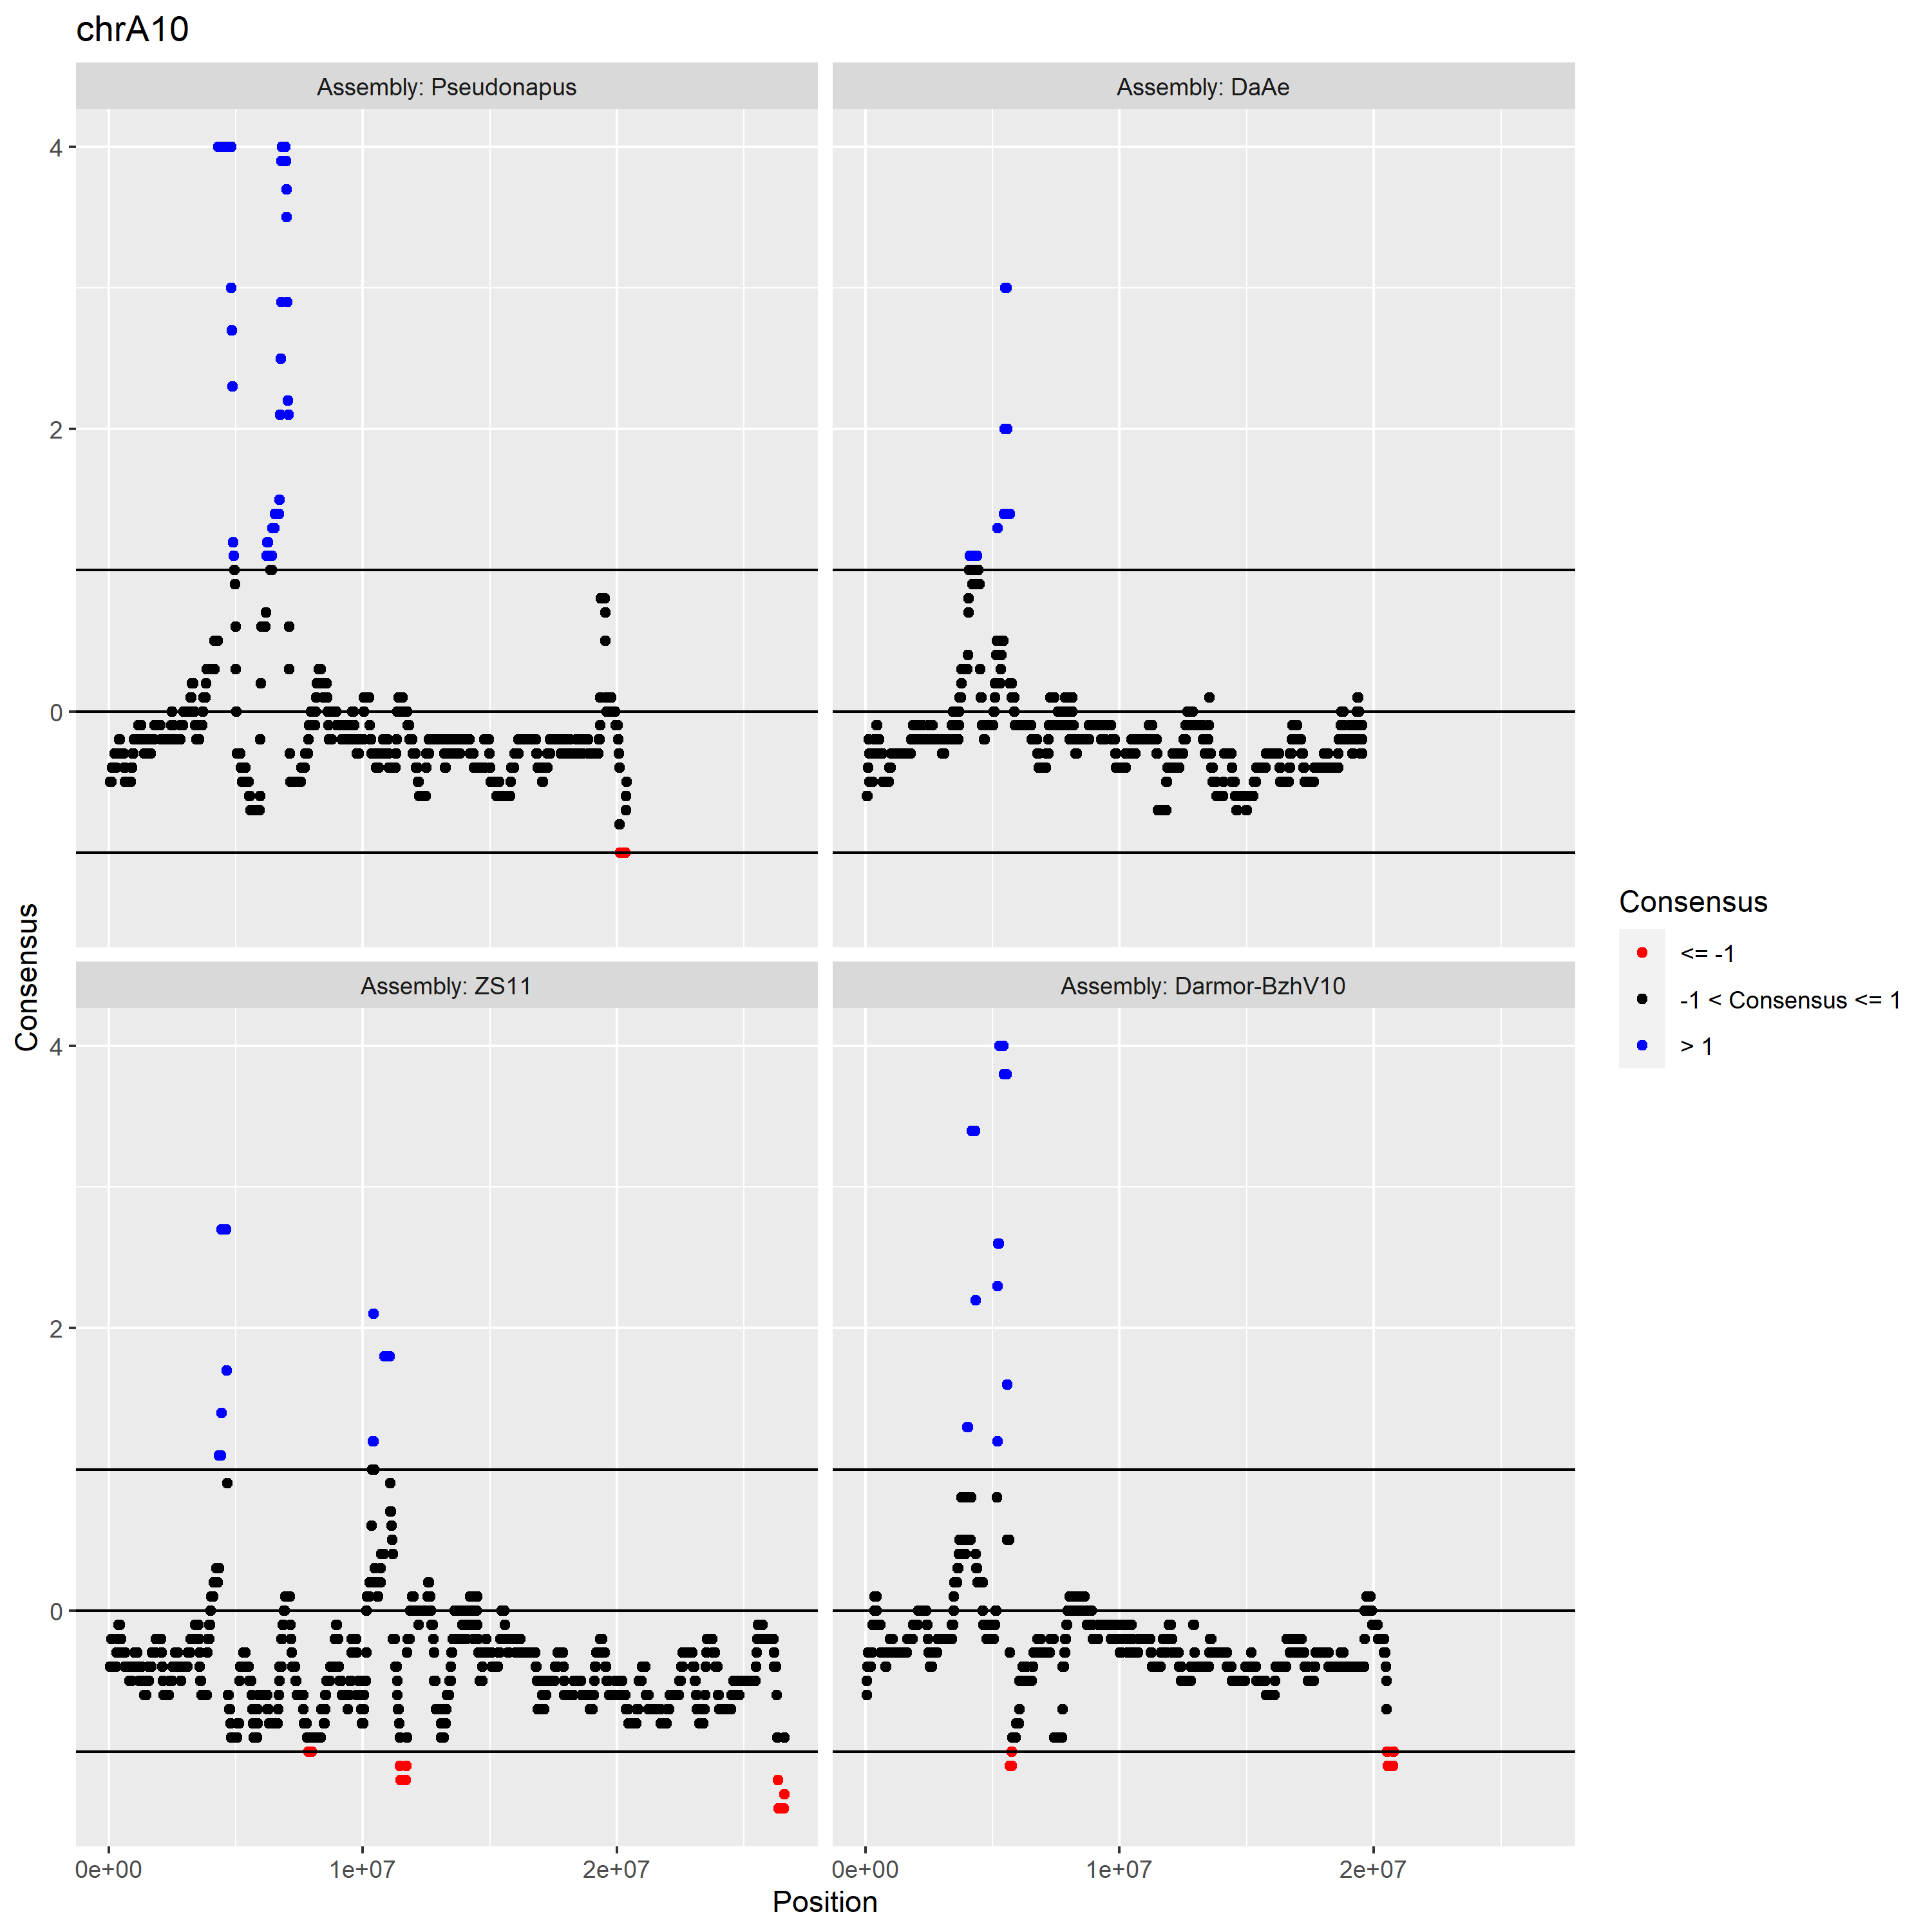 chrA10
Assembly: Pseudonapus
Assembly: DaAe
4
2
0
Assembly: ZS11
Assembly: Darmor-BzhV10
4
2
0
Consensus
0e+00
1e+07
2e+07
0e+00
1e+07
2e+07
Position
Consensus
<= -1
-1 < Consensus <= 1
> 1